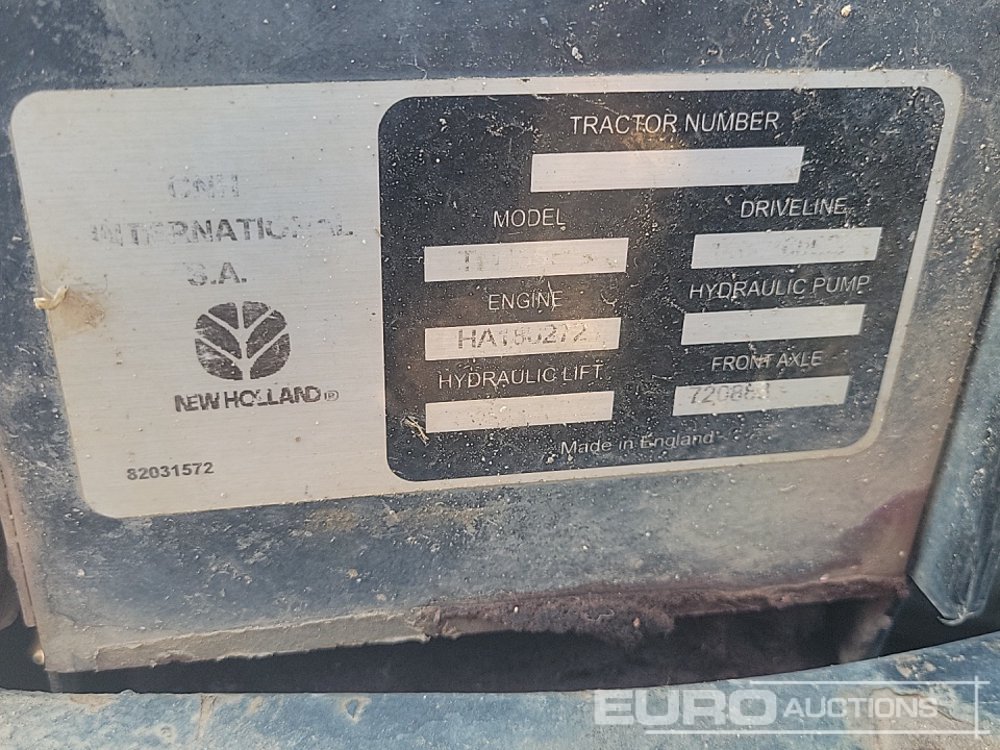 CNH
INTERNATIONAL
S.A.
NEW HOLLAND ®
82031572
TRACTOR NUMBER
MODEL
DRIVELINE
ENGINE
HYDRAULIC PUMP
HYDRAULIC LIFT
FRONT AXLE
Made in England
EURO AUCTIONS